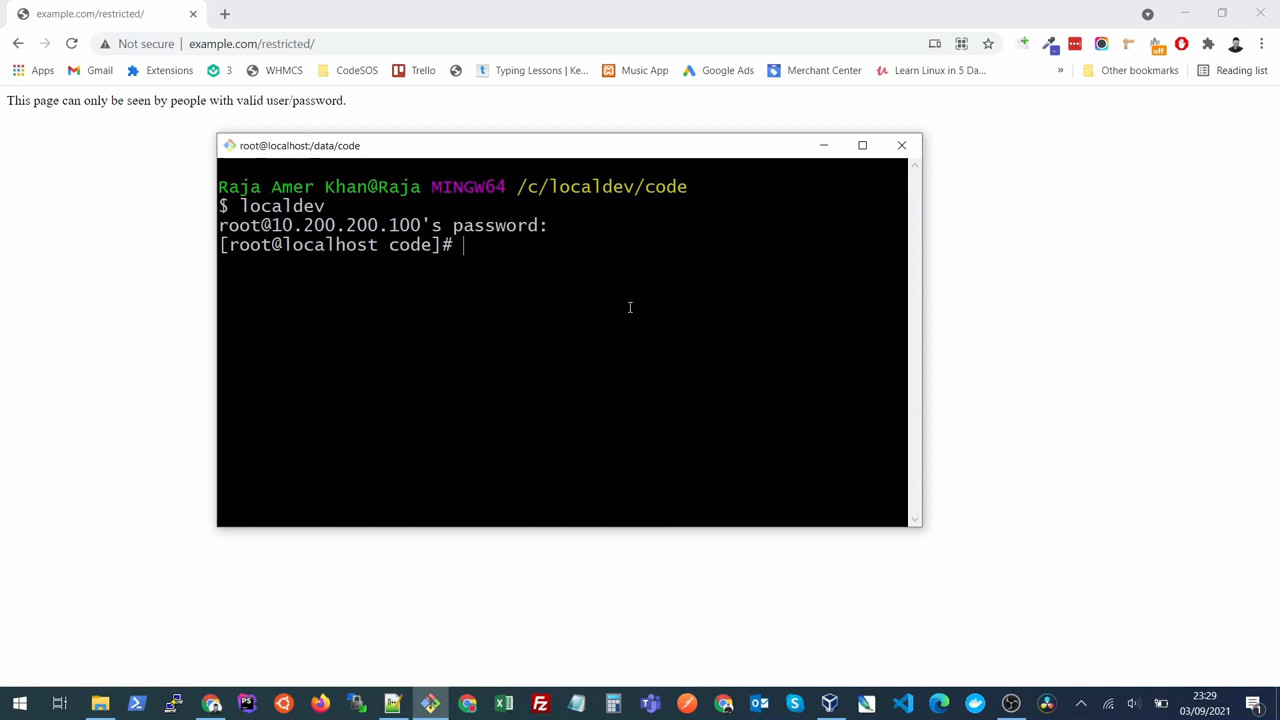 example.com/restricted/
Not secure
example.com/restricted/
off
Apps
Gmail
Extensions
3
WHMCS
CodeSOS
Trello
Typing Lessons | Ke...
Music App
Google Ads
Merchant Center
Learn Linux in 5 Da...
»
Other bookmarks
Reading list
This page can only be seen by people with valid user/password.
root@localhost:/data/code
Raja Amer Khan@Raja MINGW64 /c/localdev/code
$ localdev
root@10.200.200.100's password:
[root@localhost code]#
23:29
03/09/2021